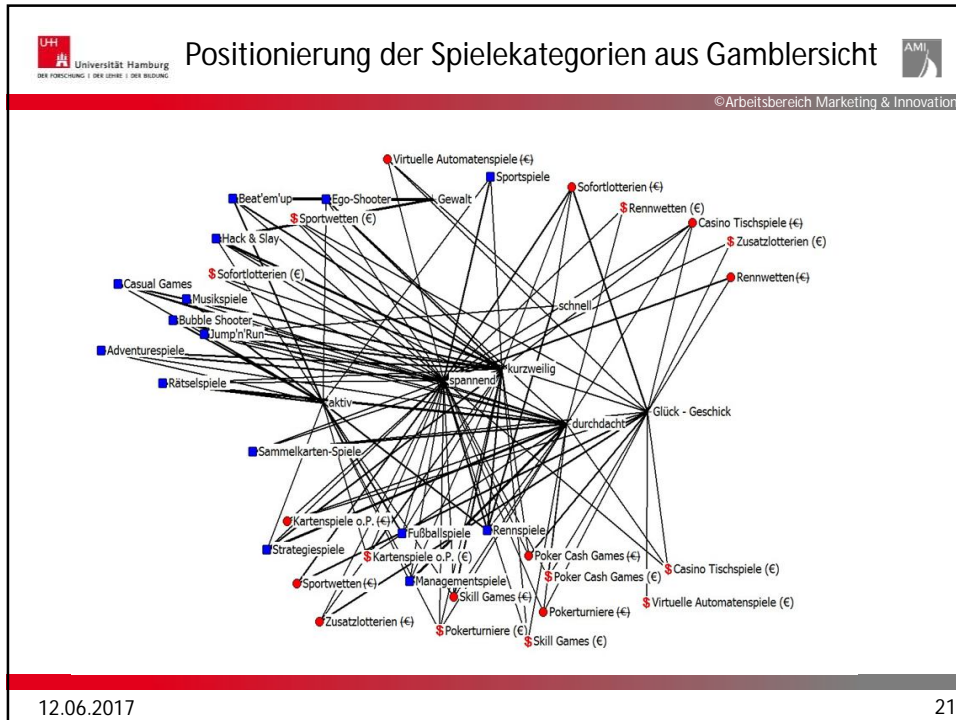 UHH
Universität Hamburg
DER FORSCHUNG | DER LEHRE | DER BILDUNG
Positionierung der Spielekategorien aus Gamblersicht
AMI
©Arbeitsbereich Marketing & Innovation
Virtuelle Automatenspiele (€)
Sportspiele
Sofortlotterien (€)
Beat'em'up
Ego-Shooter
Gewalt
$Rennwetten (€)
$Sportwetten (€)
Casino Tischspiele (€)
Hack & Slay
$Zusatzlotterien (€)
$Sofortlotterien (€)
Rennwetten (€)
Casual Games
Musikspiele
schnell
Bubble Shooter
Jump'n'Run
Adventurespiele
kurzweilig
spannend
Rätselspiele
aktiv
Glück - Geschick
durchdacht
Sammelkarten-Spiele
Kartenspiele o.P. (€)
Fußballspiele
Rennspiele
Strategiespiele
$Kartenspiele o.P. (€)
Poker Cash Games (€)
$Casino Tischspiele (€)
$Poker Cash Games (€)
Sportwetten (€)
Managementspiele
Skill Games (€)
$Virtuelle Automatenspiele (€)
Pokerturniere (€)
Zusatzlotterien (€)
$Pokerturniere (€)
$Skill Games (€)
12.06.2017
21